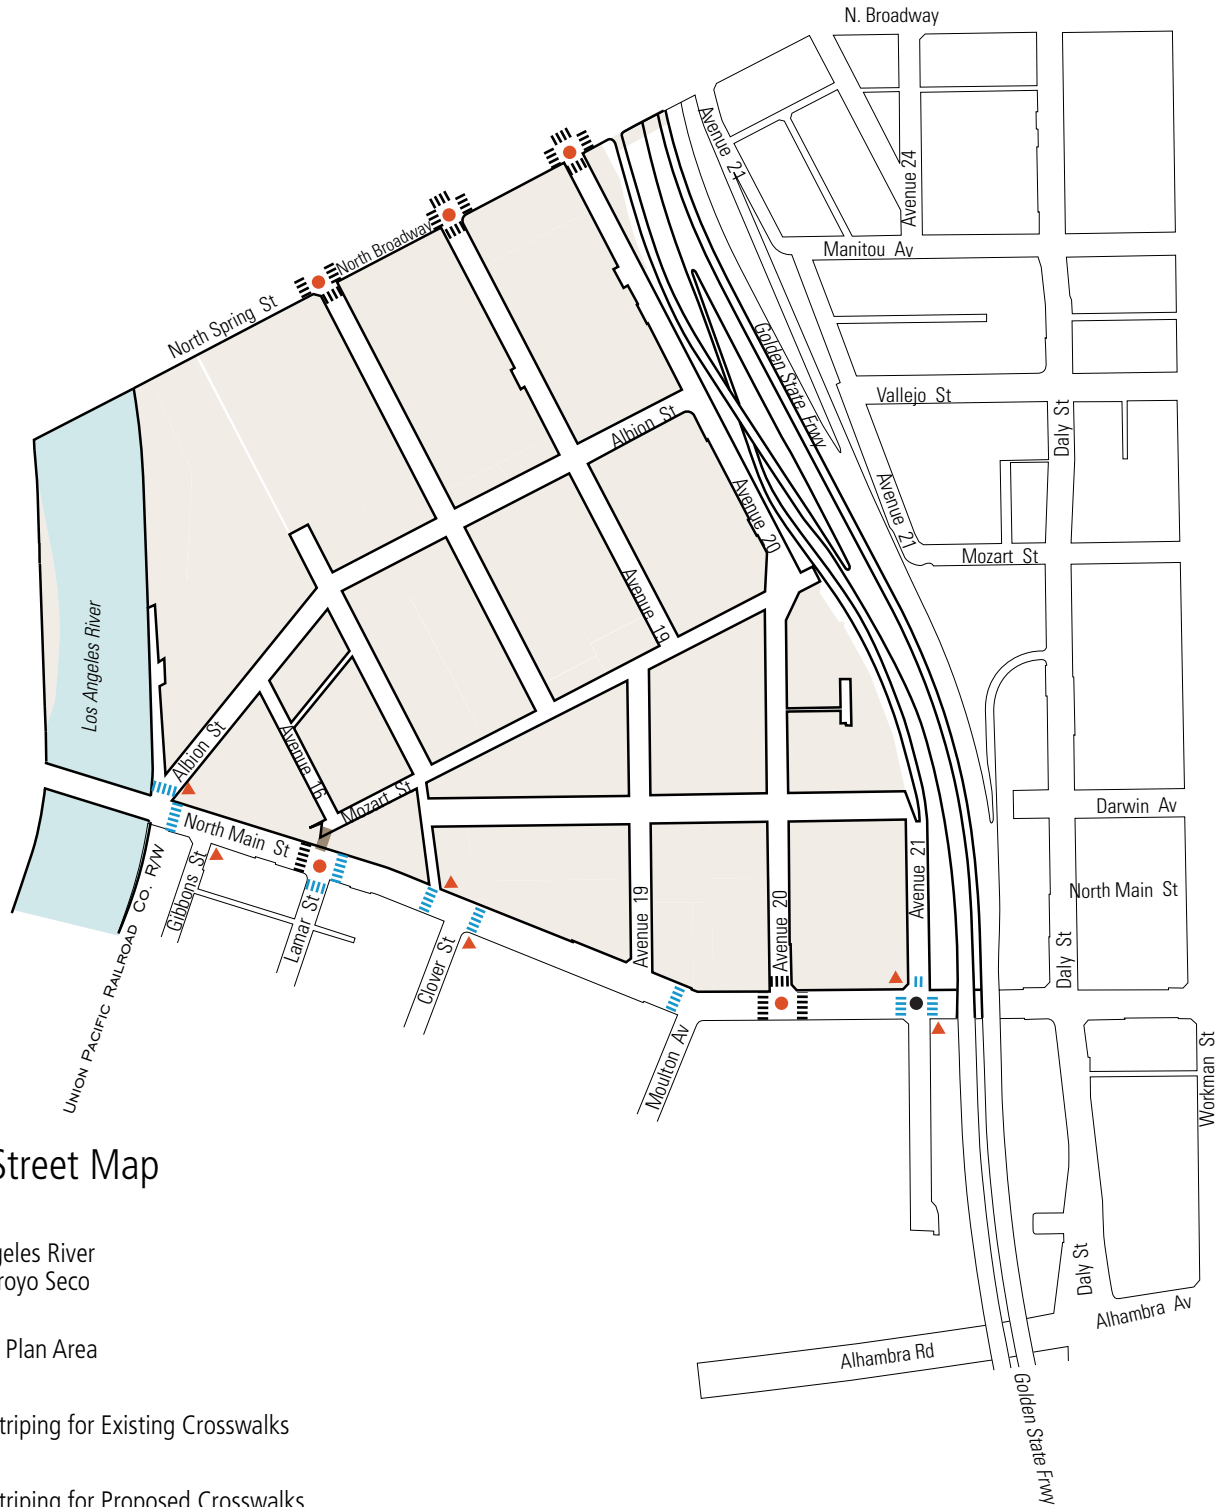 N. Broadway
Avenue 21
Avenue 24
North Broadway
Manitou Av
North Spring St
Golden State Frwy
Vallejo St
Daly St
Albion St
Avenue 20
Avenue 21
Mozart St
Avenue 19
Los Angeles River
Albion St
Avenue 16
Mozart St
Darwin Av
North Main St
Gibbons St
Lamar St
Clover St
Avenue 19
Avenue 20
Avenue 21
North Main St
Daly St
UNION PACIFIC RAILROAD CO. R/W
Moulton Av
Workman St
Street Map
geles River
royo Seco
Daly St
Alhambra Av
Plan Area
Alhambra Rd
Golden State Frwy
triping for Existing Crosswalks
triping for Proposed Crosswalks